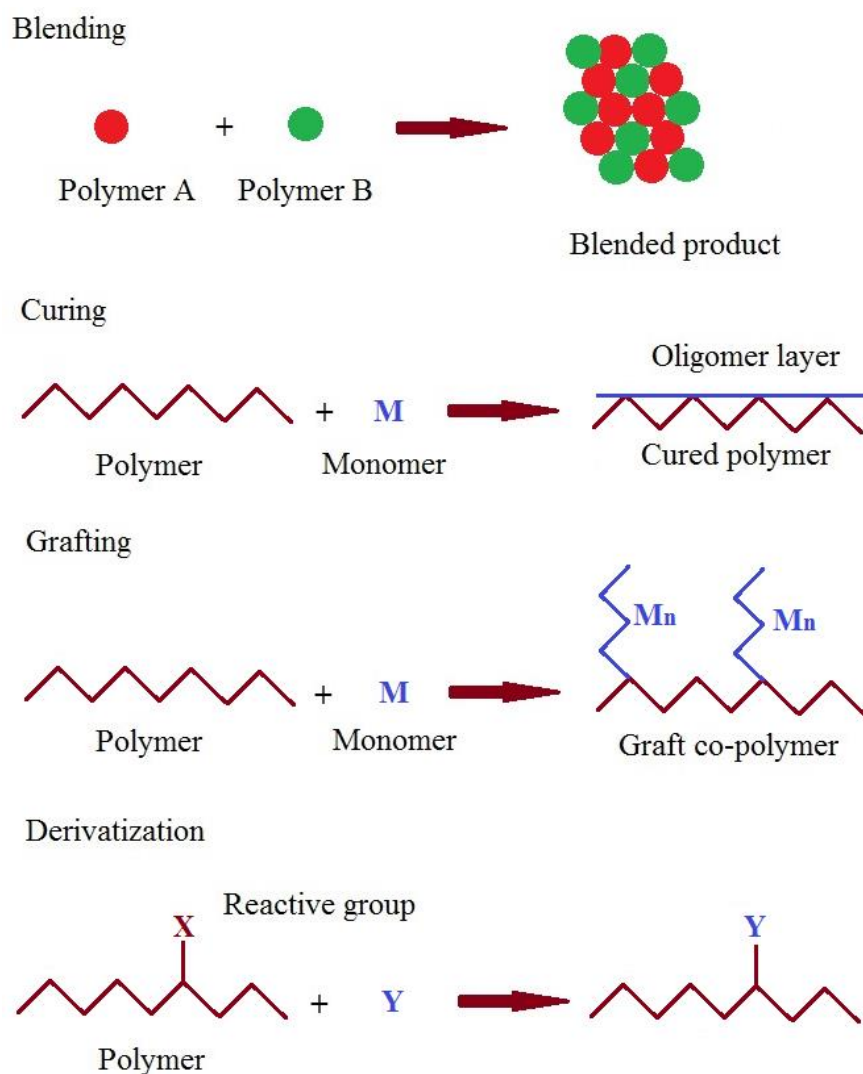 Blending
+
Polymer A
Polymer B
Blended product
Curing
Oligomer layer
+ M
Polymer
Monomer
Cured polymer
Grafting
Mn
Mn
+ M
Polymer
Monomer
Graft co-polymer
Derivatization
Reactive group
X
Y
+ Y
Polymer